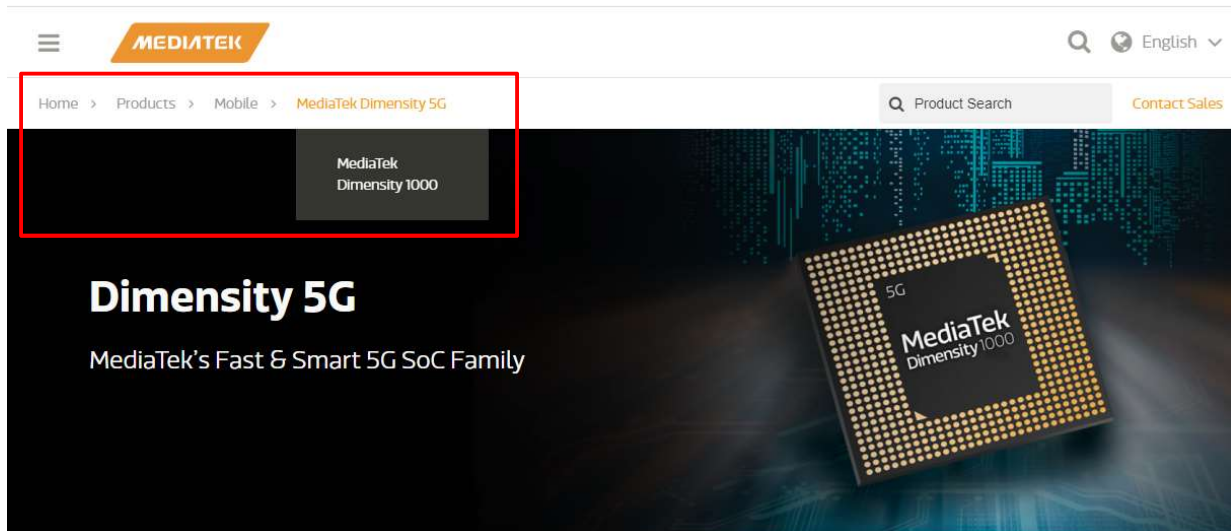 MEDIATEK
English
Home > Products > Mobile > MediaTek Dimensity 5G
Product Search
Contact Sales
MediaTek
Dimensity 1000
Dimensity 5G
MediaTek's Fast & Smart 5G SoC Family
5G
MediaTek
Dimensity 1000